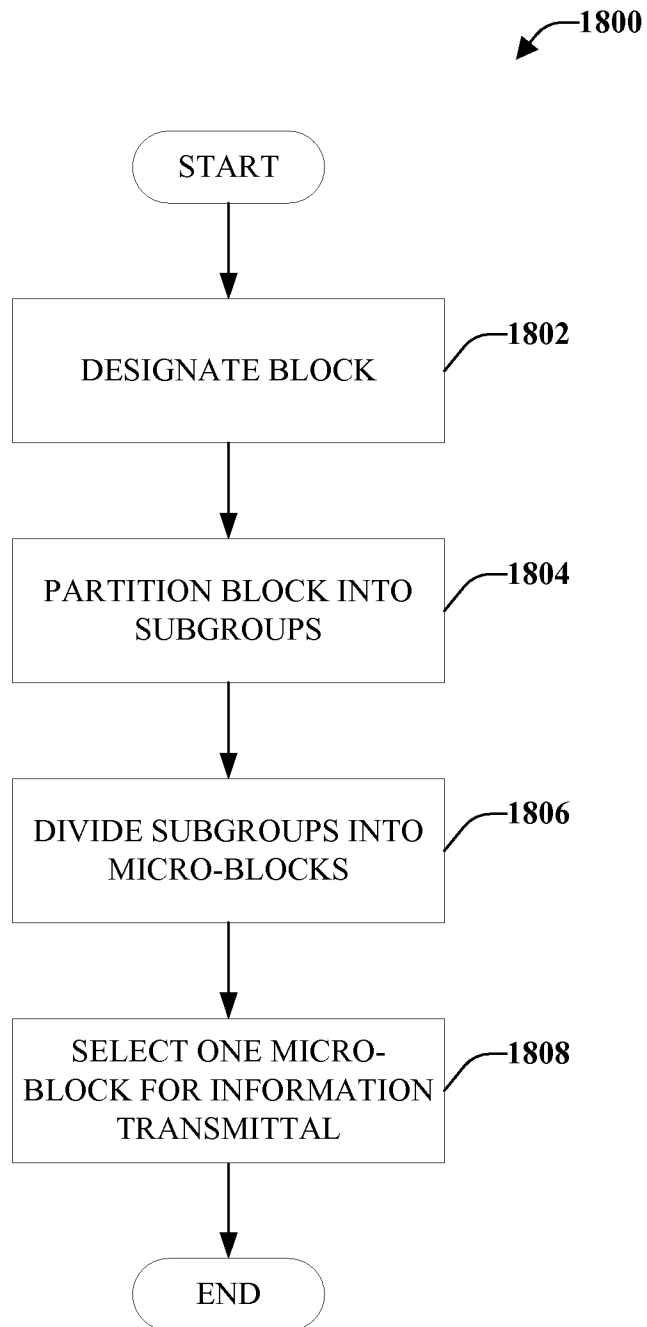 1800
START
DESIGNATE BLOCK
1802
PARTITION BLOCK INTO
SUBGROUPS
1804
DIVIDE SUBGROUPS INTO
MICRO-BLOCKS
1806
SELECT ONE MICRO-
BLOCK FOR INFORMATION
TRANSMITTAL
1808
END